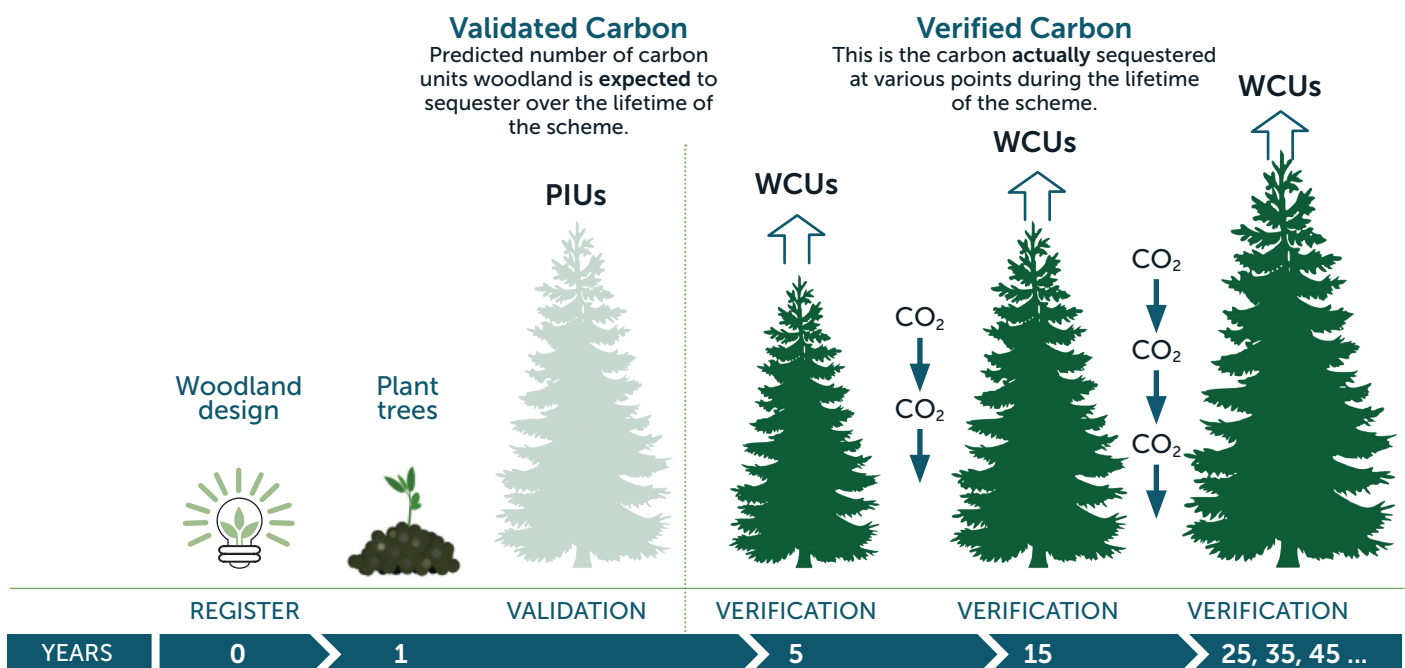 Validated Carbon
Predicted number of carbon
units woodland is expected to
sequester over the lifetime of
the scheme.
Verified Carbon
This is the carbon actually sequestered
at various points during the lifetime
of the scheme.
WCUs
WCUs
WCUs
PIUs
CO₂
CO₂
CO₂
CO₂
CO₂
Woodland
design
Plant
trees
REGISTER
VALIDATION
VERIFICATION
VERIFICATION
VERIFICATION
YEARS
0
1
5
15
25, 35, 45 ...